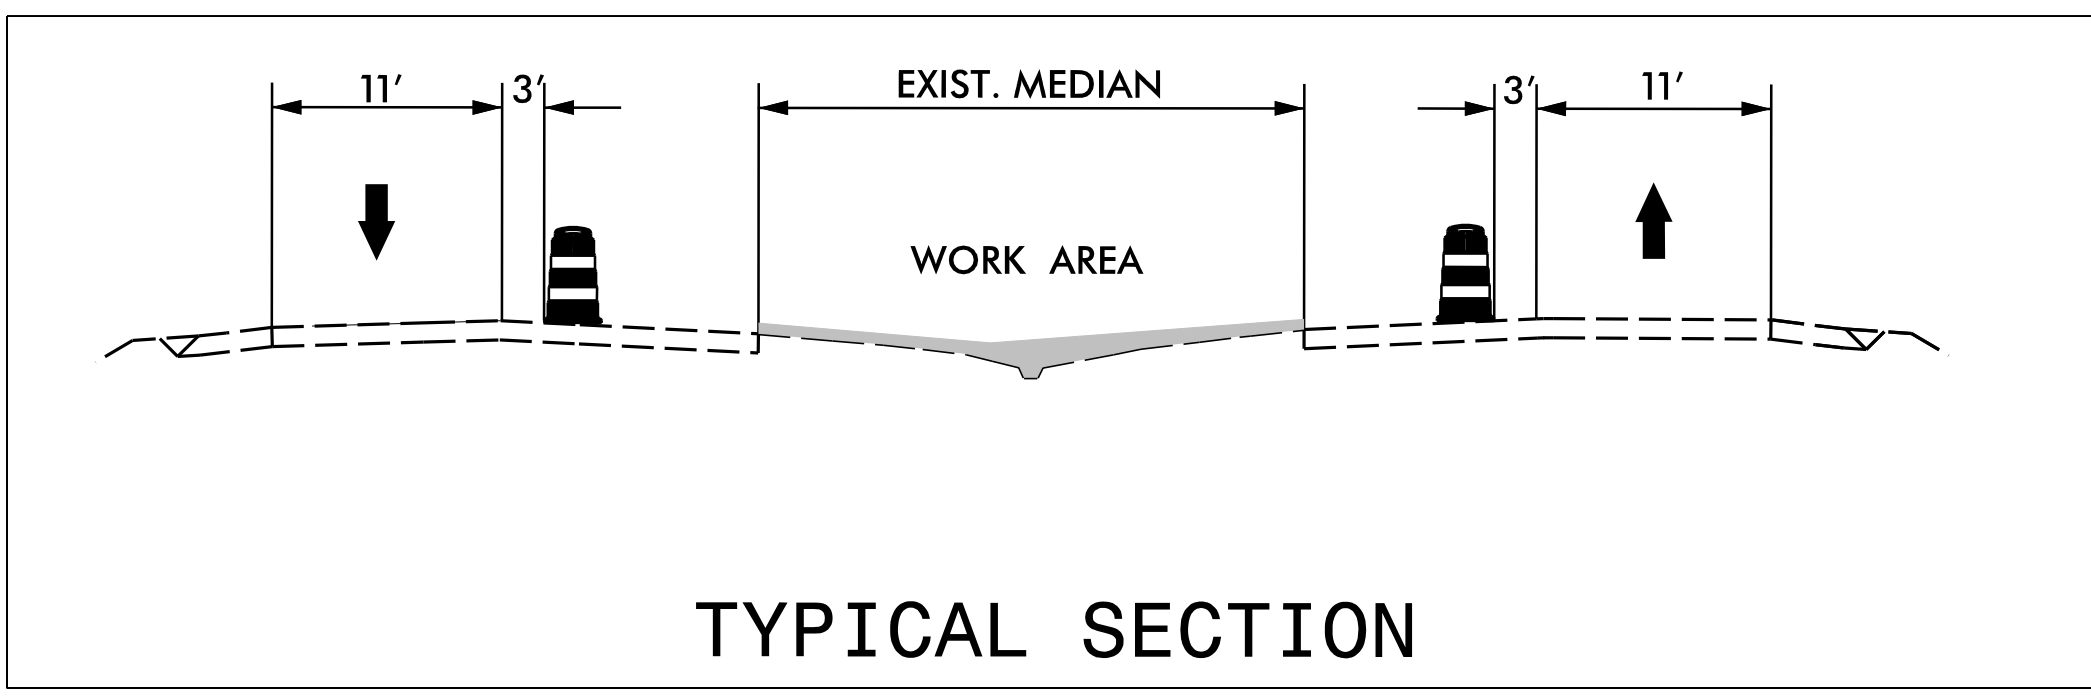 11' 3' EXIST. MEDIAN 3' 11'
WORK AREA
TYPICAL SECTION